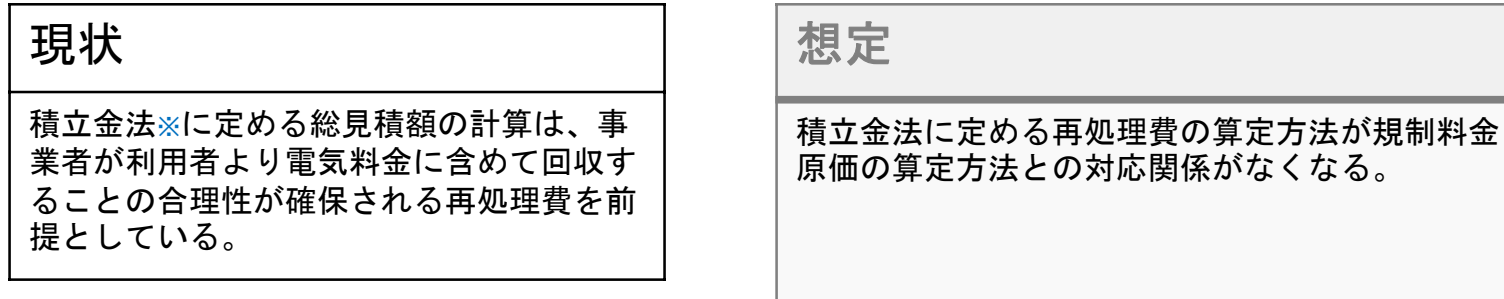 現状
積立金法※に定める総見積額の計算は、事
業者が利用者より電気料金に含めて回収す
ることの合理性が確保される再処理費を前
提としている。
想定
積立金法に定める再処理費の算定方法が規制料金
原価の算定方法との対応関係がなくなる。